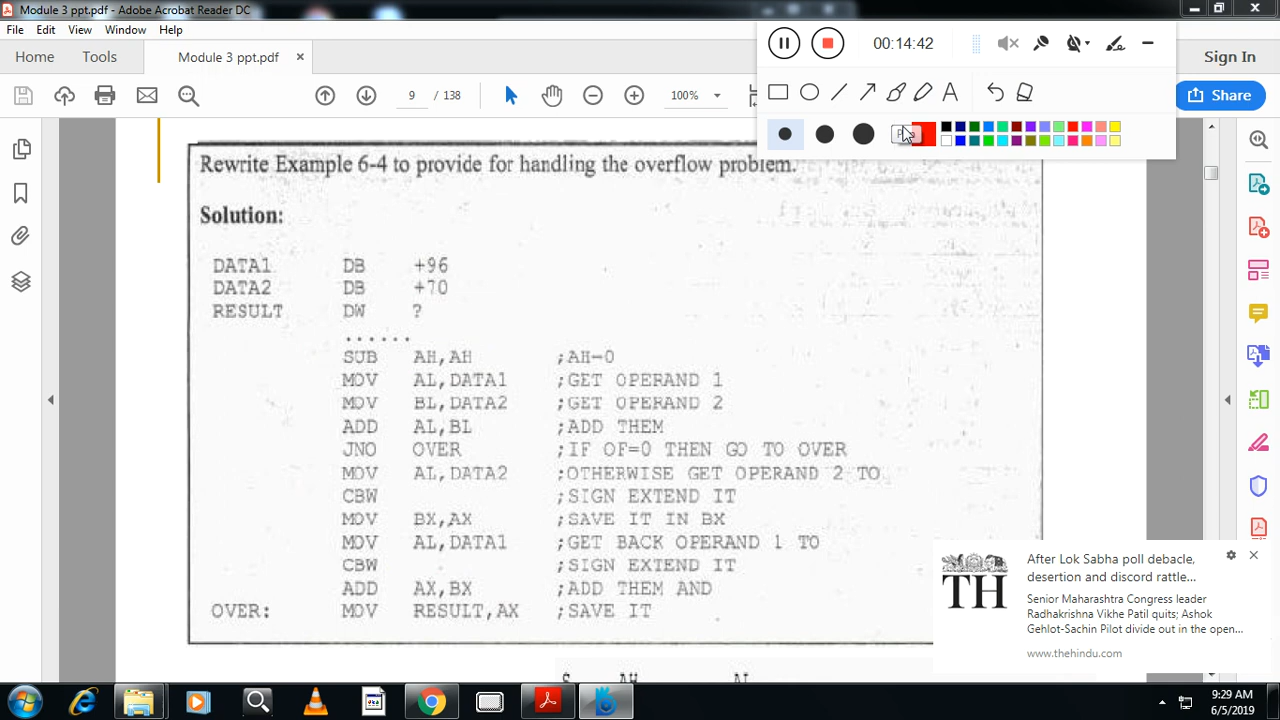 Module 3 ppt.pdf - Adobe Acrobat Reader DC
File Edit View Window Help
Home Tools Module 3 ppt.pdf ×
00:14:42
Sign In
9 / 138
100%
Share
Rewrite Example 6-4 to provide for handling the overflow problem.
Solution:
DATA1 DB +96
DATA2 DB +70
RESULT DW ?
......
SUB AH,AH ;AH=0
MOV AL,DATA1 ;GET OPERAND 1
MOV BL,DATA2 ;GET OPERAND 2
ADD AL,BL ;ADD THEM
JNO OVER ;IF OF=0 THEN GO TO OVER
MOV AL,DATA2 ;OTHERWISE GET OPERAND 2 TO
CBW ;SIGN EXTEND IT
MOV BX,AX ;SAVE IT IN BX
MOV AL,DATA1 ;GET BACK OPERAND 1 TO
CBW ;SIGN EXTEND IT
ADD AX,BX ;ADD THEM AND
OVER: MOV RESULT,AX ;SAVE IT
TH
After Lok Sabha poll debacle,
desertion and discord rattle...
Senior Maharashtra Congress leader
Radhakrishna Vikhe Patil quits; Ashok
Gehlot-Sachin Pilot divide out in the open...
www.thehindu.com
9:29 AM
6/5/2019